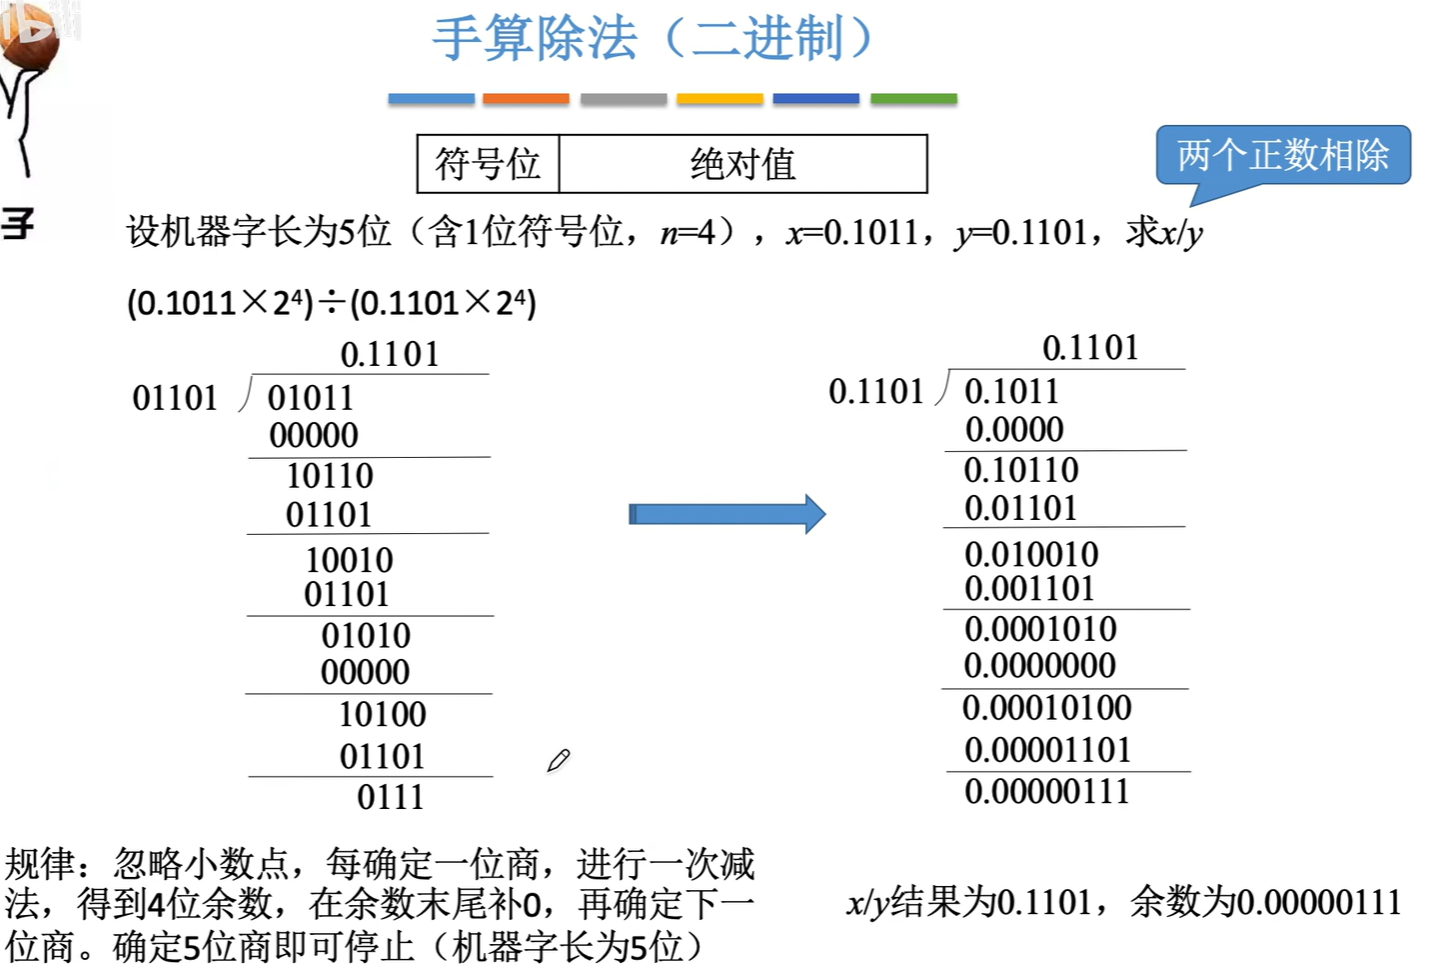 手算除法（二进制）
符号位 绝对值
两个正数相除
子
设机器字长为5位（含1位符号位，n=4），x=0.1011，y=0.1101，求x/y
(0.1011×2⁴)÷(0.1101×2⁴)
0.1101
01101 01011
00000
10110
01101
10010
01101
01010
00000
10100
01101
0111
0.1101
0.1101 0.1011
0.0000
0.10110
0.01101
0.010010
0.001101
0.0001010
0.0000000
0.00010100
0.00001101
0.00000111
规律：忽略小数点，每确定一位商，进行一次减
法，得到4位余数，在余数末尾补0，再确定下一
位商。确定5位商即可停止（机器字长为5位）
x/y结果为0.1101，余数为0.00000111